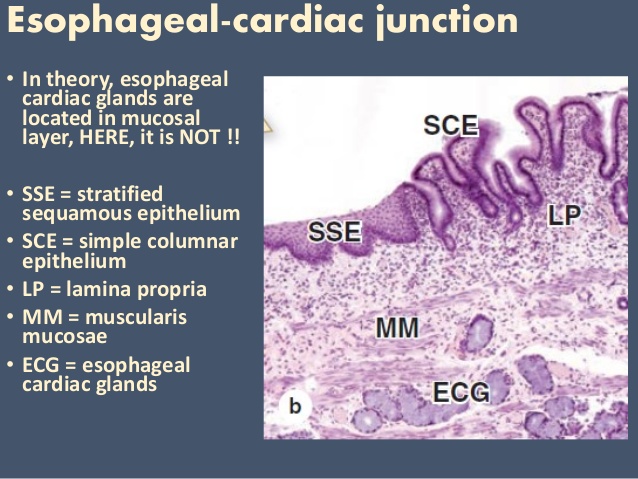 Esophageal-cardiac junction
• In theory, esophageal
cardiac glands are
located in mucosal
layer, HERE, it is NOT !!
• SSE = stratified
sequamous epithelium
• SCE = simple columnar
epithelium
• LP = lamina propria
• MM = muscularis
mucosae
• ECG = esophageal
cardiac glands
SCE
LP
SSE
MM
ECG
b